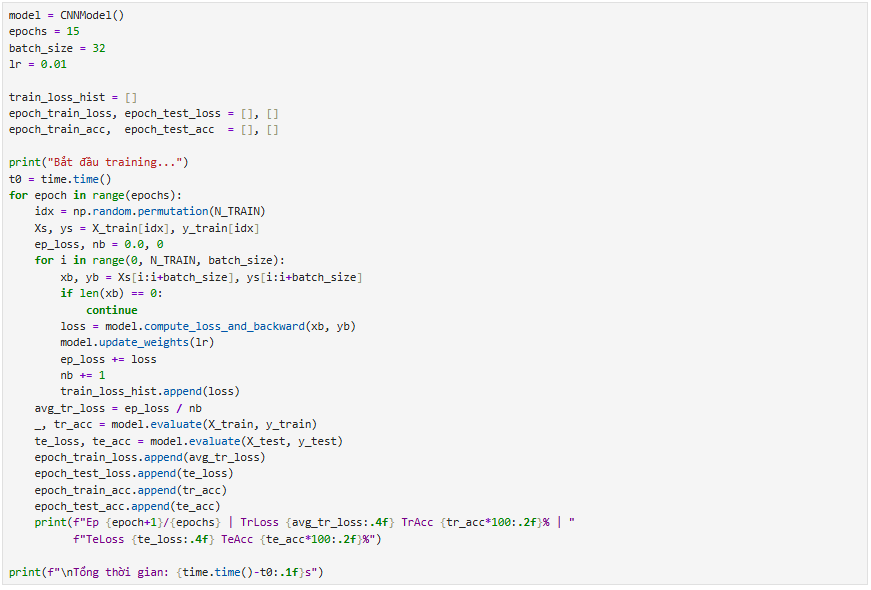 model = CNNModel()
epochs = 15
batch_size = 32
lr = 0.01

train_loss_hist = []
epoch_train_loss, epoch_test_loss = [], []
epoch_train_acc,  epoch_test_acc  = [], []

print("Bắt đầu training...")
t0 = time.time()
for epoch in range(epochs):
    idx = np.random.permutation(N_TRAIN)
    Xs, ys = X_train[idx], y_train[idx]
    ep_loss, nb = 0.0, 0
    for i in range(0, N_TRAIN, batch_size):
        xb, yb = Xs[i:i+batch_size], ys[i:i+batch_size]
        if len(xb) == 0:
            continue
        loss = model.compute_loss_and_backward(xb, yb)
        model.update_weights(lr)
        ep_loss += loss
        nb += 1
        train_loss_hist.append(loss)
    avg_tr_loss = ep_loss / nb
    _, tr_acc = model.evaluate(X_train, y_train)
    te_loss, te_acc = model.evaluate(X_test, y_test)
    epoch_train_loss.append(avg_tr_loss)
    epoch_test_loss.append(te_loss)
    epoch_train_acc.append(tr_acc)
    epoch_test_acc.append(te_acc)
    print(f"Ep {epoch+1}/{epochs} | TrLoss {avg_tr_loss:.4f} TrAcc {tr_acc*100:.2f}% | "
          f"TeLoss {te_loss:.4f} TeAcc {te_acc*100:.2f}%")

print(f"\nTổng thời gian: {time.time()-t0:.1f}s")